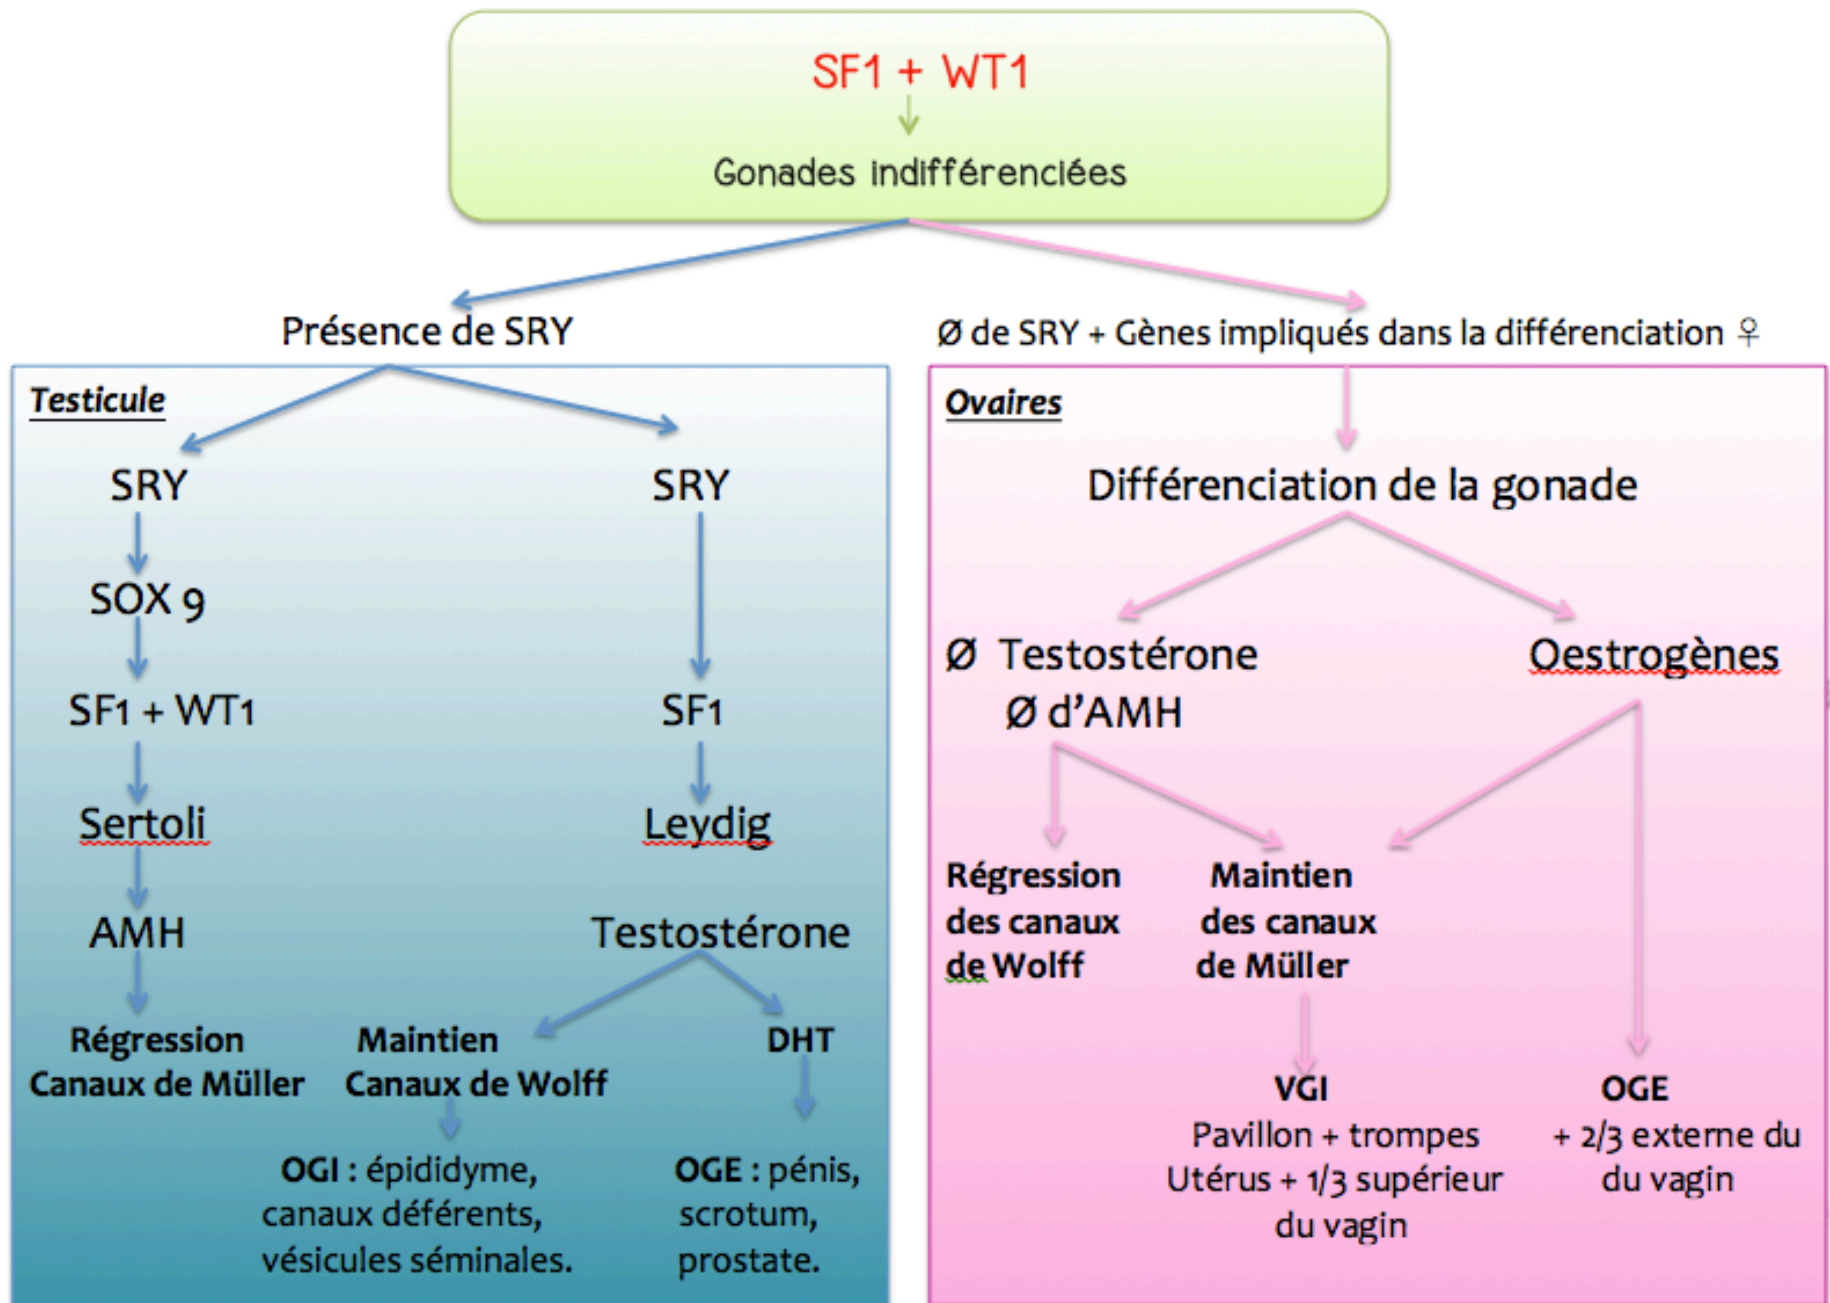 SF1 + WT1
Gonades indifférenciées
Présence de SRY
Ø de SRY + Gènes impliqués dans la différenciation ♀
Testicule
SRY
SOX 9
SF1 + WT1
Sertoli
AMH
Régression
Canaux de Müller
SRY
SF1
Leydig
Testostérone
Maintien
Canaux de Wolff
OGI : épididyme,
canaux déférents,
vésicules séminales.
DHT
OGE : pénis,
scrotum,
prostate.
Ovaires
Différenciation de la gonade
Ø Testostérone
Ø d’AMH
Régression
des canaux
de Wolff
Maintien
des canaux
de Müller
VGI
Pavillon + trompes
Utérus + 1/3 supérieur
du vagin
Oestrogènes
OGE
+ 2/3 externe du
du vagin